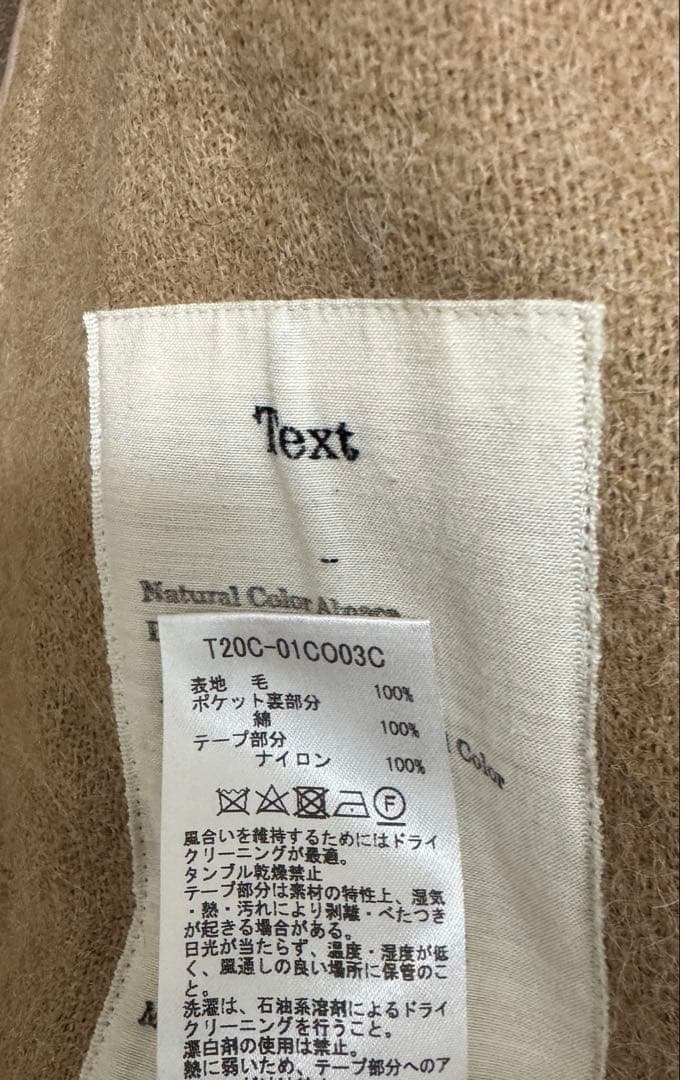 Text
Natural Color Alpaca
T20C-01CO03C
表地 毛 100%
ポケット裏部分
綿 100%
テープ部分
ナイロン 100%
Color
F
風合いを維持するためにはドライ
クリーニングが最適。
タンブル乾燥禁止
テープ部分は素材の特性上、湿気
・熱・汚れにより剥離・べたつき
が起きる場合がある。
日光が当たらず、温度・湿度が低
く、風通しの良い場所に保管のこ
と。
洗濯は、石油系溶剤によるドライ
クリーニングを行うこと。
漂白剤の使用は禁止。
熱に弱いため、テープ部分へのア